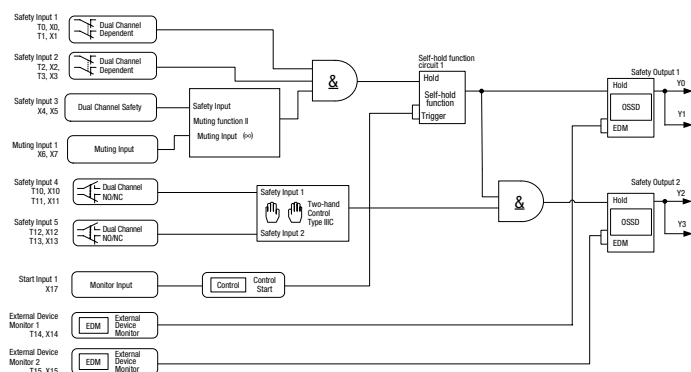 Safety Input 1
T0, X0,
T1, X1
Dual Channel
Dependent
Safety Input 2
T2, X2,
T3, X3
Dual Channel
Dependent
&
Safety Input 3
X4, X5
Dual Channel Safety
Safety Input
Muting function II
Muting Input (∞)
Muting Input 1
X6, X7
Muting Input
Self-hold function
circuit 1
Hold
Self-hold
function
Trigger
Safety Output 1
Hold
OSSD
EDM
Y0
Y1
Safety Input 4
T10, X10
T11, X11
Dual Channel
NO/NC
Safety Input 5
T12, X12
T13, X13
Dual Channel
NO/NC
Safety Input 1
Two-hand
Control
Type IIIC
Safety Input 2
&
Safety Output 2
Hold
OSSD
EDM
Y2
Y3
Start Input 1
X17
Monitor Input
Control
Control
Start
External Device
Monitor 1
T14, X14
EDM
External
Device
Monitor
External Device
Monitor 2
T15, X15
EDM
External
Device
Monitor